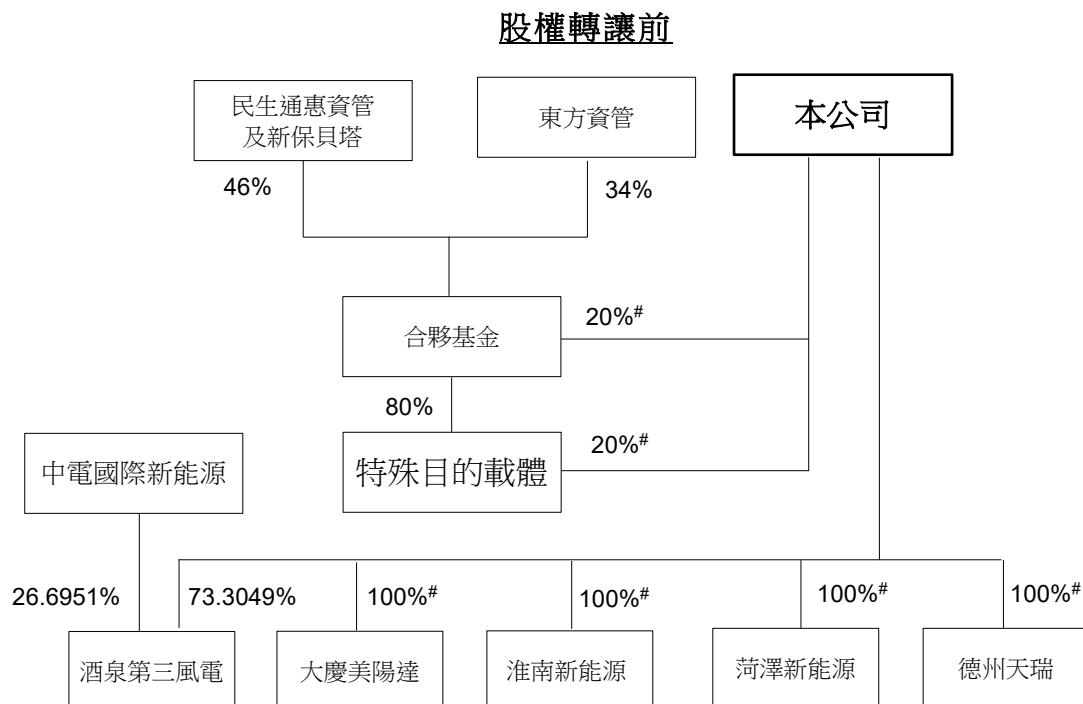 股權轉讓前
民生通惠資管
及新保貝塔
東方資管
本公司
46%
34%
合夥基金
20%#
80%
特殊目的載體
20%#
中電國際新能源
26.6951%
73.3049%
100%#
100%#
100%#
100%#
酒泉第三風電
大慶美陽達
淮南新能源
菏澤新能源
德州天瑞